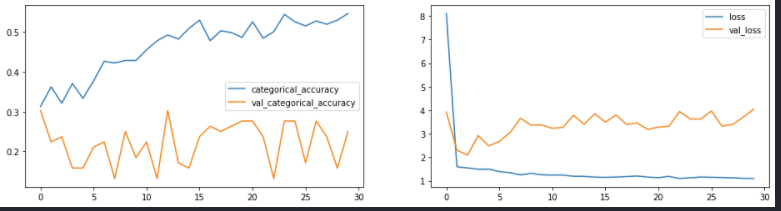 0.5
0.4
0.3
0.2
categorical_accuracy
val_categorical_accuracy
0 5 10 15 20 25 30
8
7
6
5
4
3
2
1
loss
val_loss
0 5 10 15 20 25 30